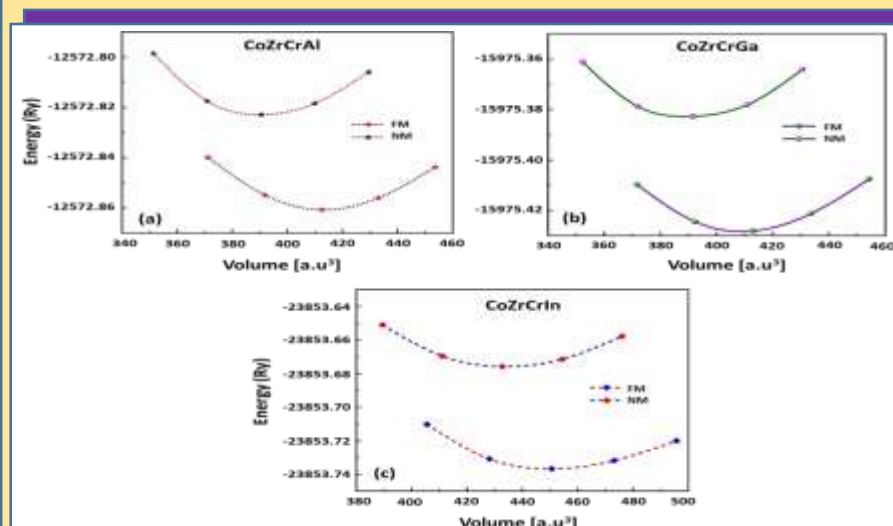 CoZrCrAl
-12572.80
-12572.82
-12572.84
-12572.86
Energy (Ry)
FM
NM
(a)
340 360 380 400 420 440 460
Volume [a.u³]
CoZrCrGa
-15975.36
-15975.38
-15975.40
-15975.42
FM
NM
(b)
340 360 380 400 420 440 460
Volume [a.u³]
CoZrCrIn
-23853.64
-23853.66
-23853.68
-23853.70
-23853.72
-23853.74
Energy (Ry)
FM
NM
(c)
380 400 420 440 460 480 500
Volume [a.u³]